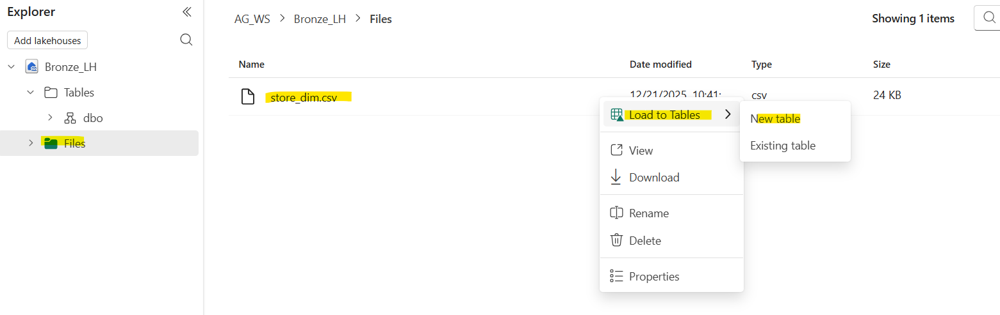 Explorer
Add lakehouses
Bronze_LH
Tables
dbo
Files
AG_WS > Bronze_LH > Files
Showing 1 items
Name Date modified Type Size
store_dim.csv 12/21/2025, 10:41: csv 24 KB
Load to Tables
New table
Existing table
View
Download
Rename
Delete
Properties